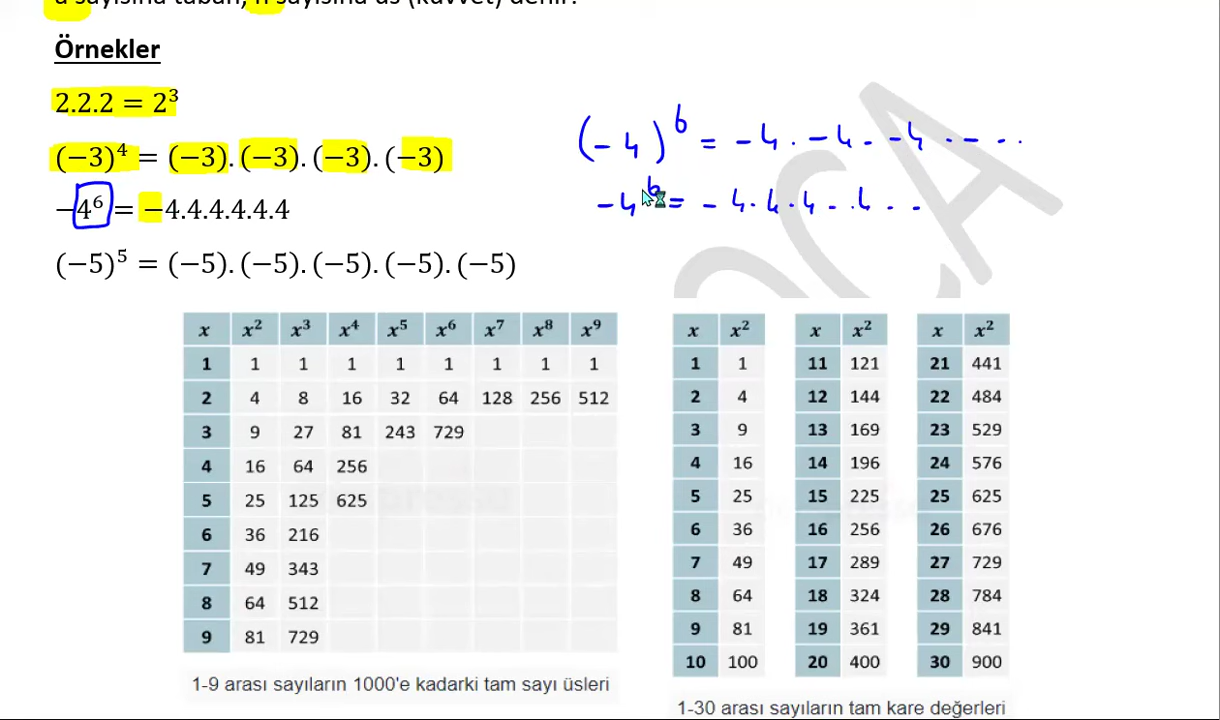 a sayısına taban, n sayısına üs (kuvvet) denir.
Örnekler
2.2.2 = 2³
(−3)⁴ = (−3).(−3).(−3).(−3)
(-4)⁶ = -4 . -4 . -4 . - . .
−4⁶ = −4.4.4.4.4.4
-4⁶ = - 4.4.4 . .4 . .
(−5)⁵ = (−5).(−5).(−5).(−5).(−5)
x x² x³ x⁴ x⁵ x⁶ x⁷ x⁸ x⁹
1 1 1 1 1 1 1 1 1
2 4 8 16 32 64 128 256 512
3 9 27 81 243 729
4 16 64 256
5 25 125 625
6 36 216
7 49 343
8 64 512
9 81 729
1-9 arası sayıların 1000'e kadarki tam sayı üsleri
x x² x x² x x²
1 1 11 121 21 441
2 4 12 144 22 484
3 9 13 169 23 529
4 16 14 196 24 576
5 25 15 225 25 625
6 36 16 256 26 676
7 49 17 289 27 729
8 64 18 324 28 784
9 81 19 361 29 841
10 100 20 400 30 900
1-30 arası sayıların tam kare değerleri